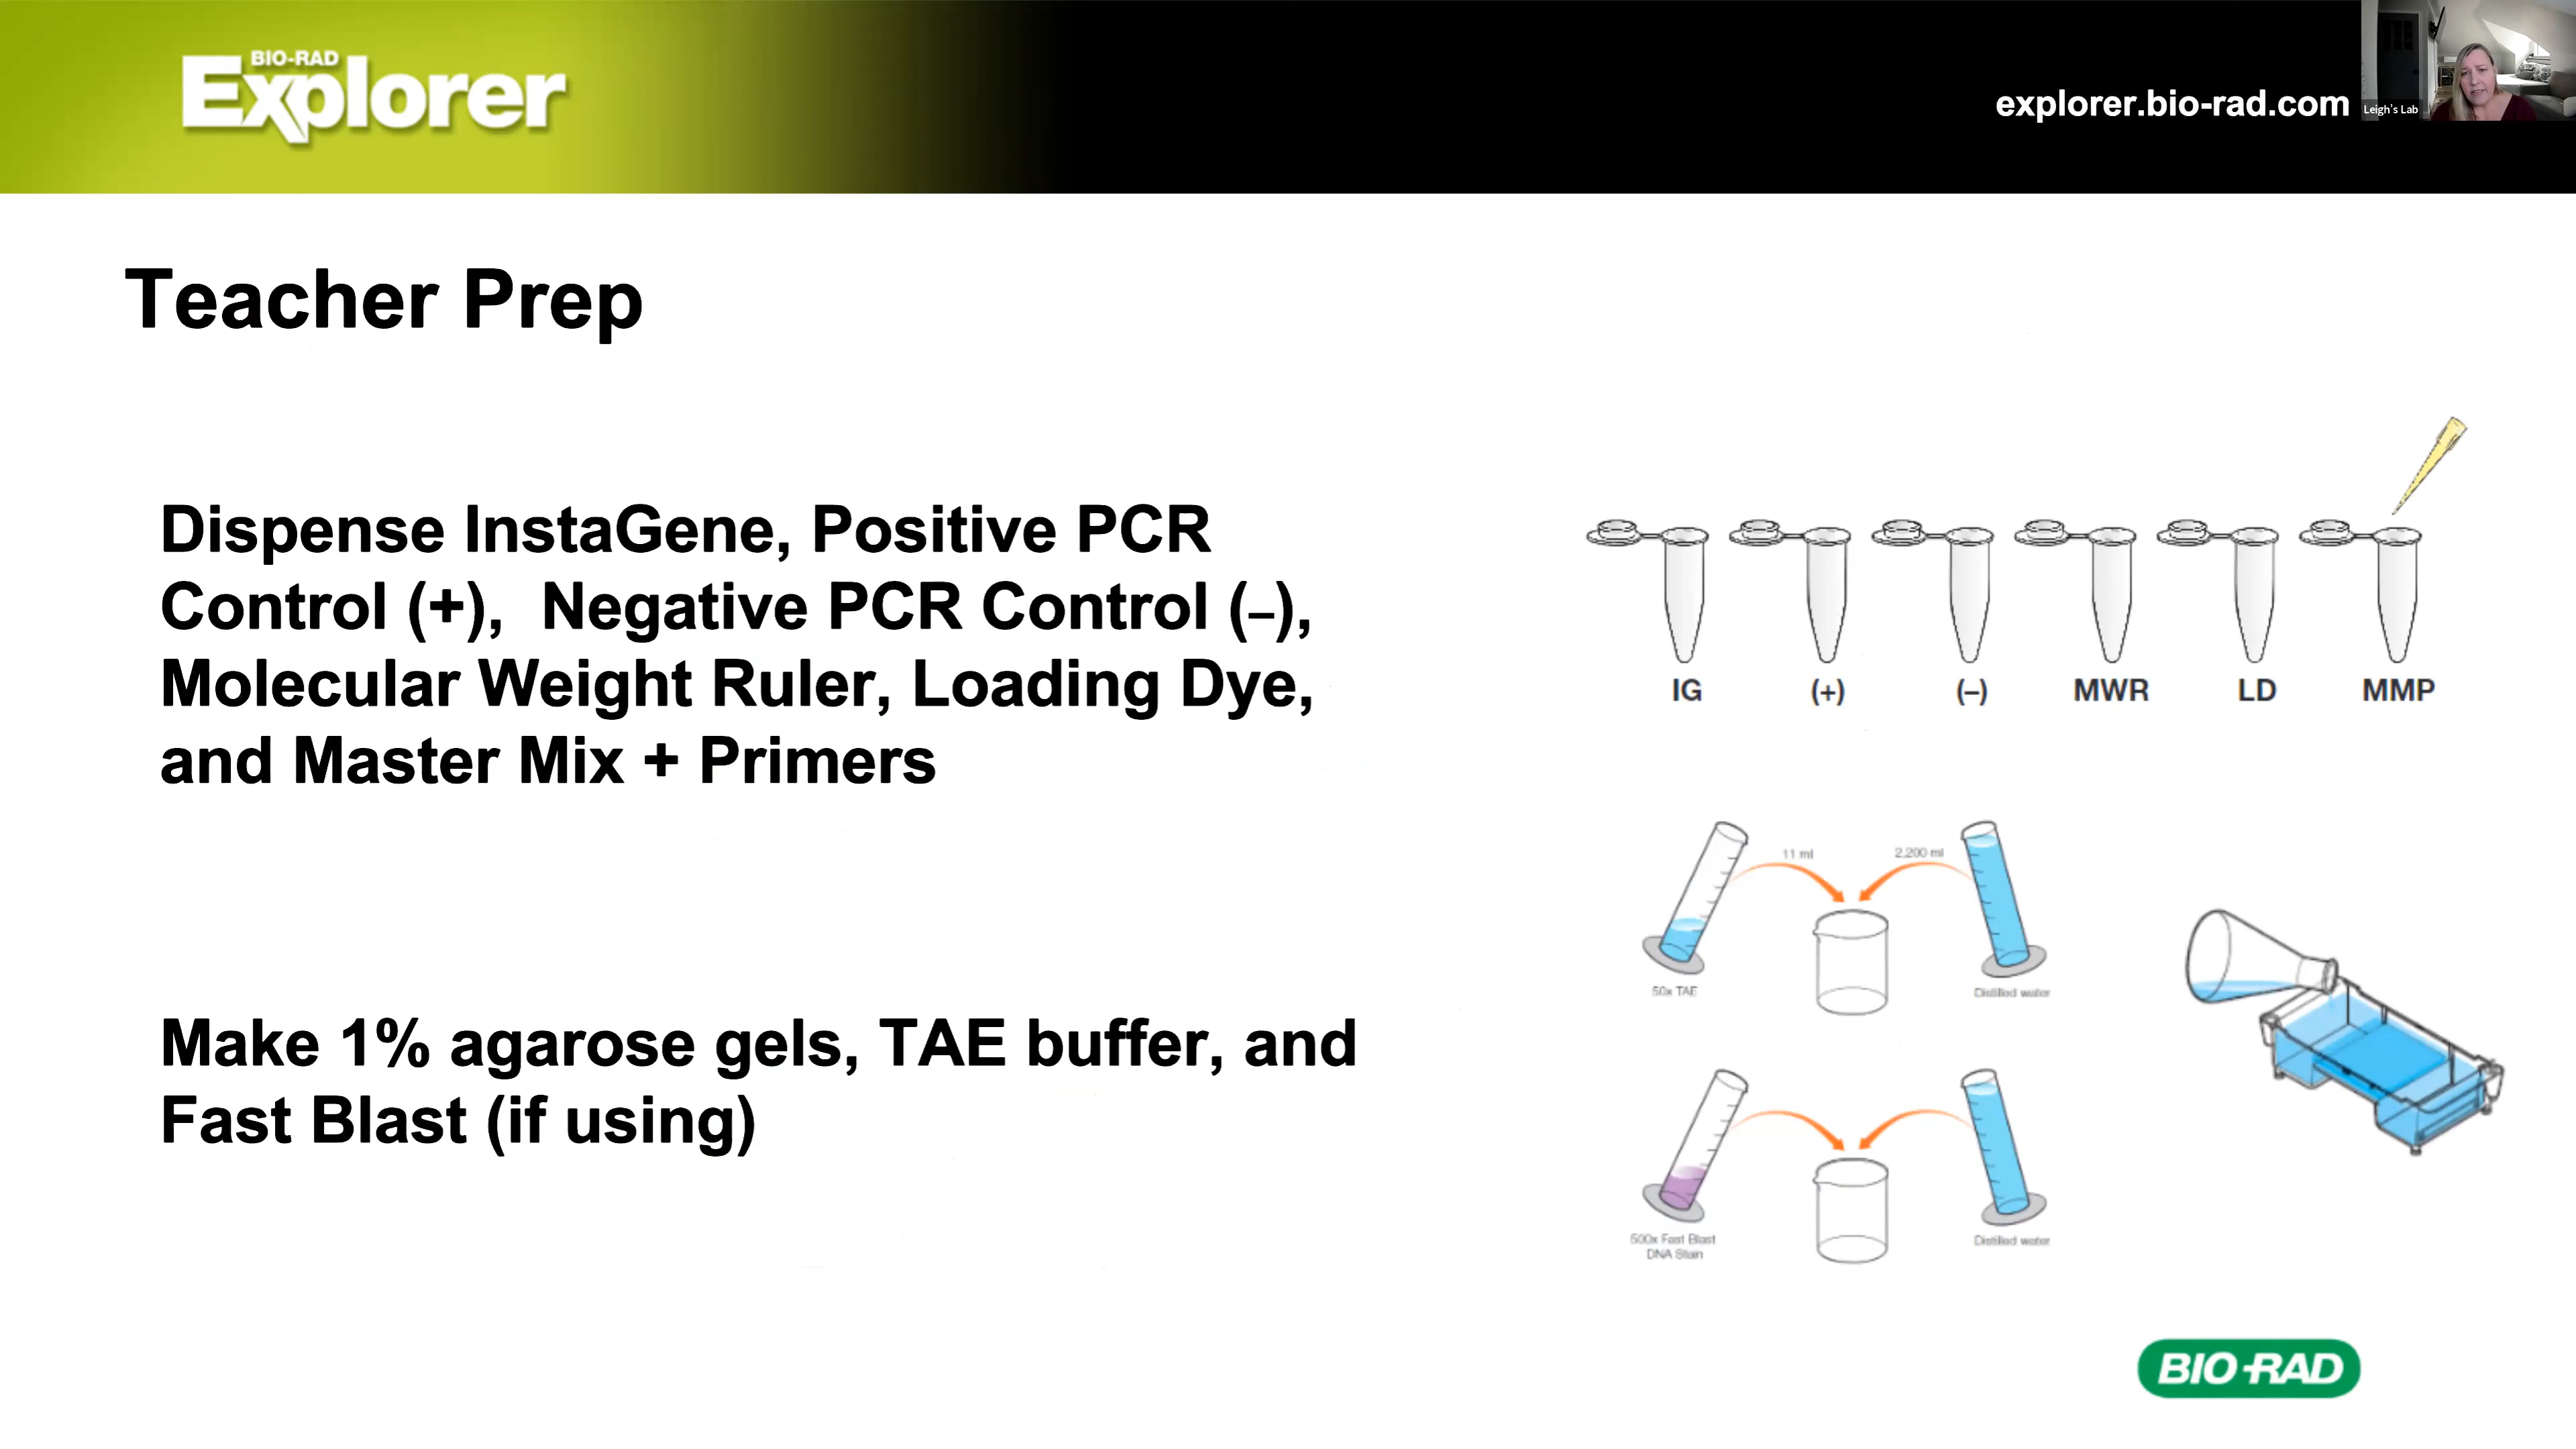 BIO-RAD
Explorer
explorer.bio-rad.com
Leigh's Lab
Teacher Prep
Dispense InstaGene, Positive PCR
Control (+), Negative PCR Control (–),
Molecular Weight Ruler, Loading Dye,
and Master Mix + Primers
IG (+) (–) MWR LD MMP
11 ml 2,200 ml
50x TAE Distilled water
Make 1% agarose gels, TAE buffer, and
Fast Blast (if using)
500x Fast Blast
DNA Stain
Distilled water
BIO-RAD